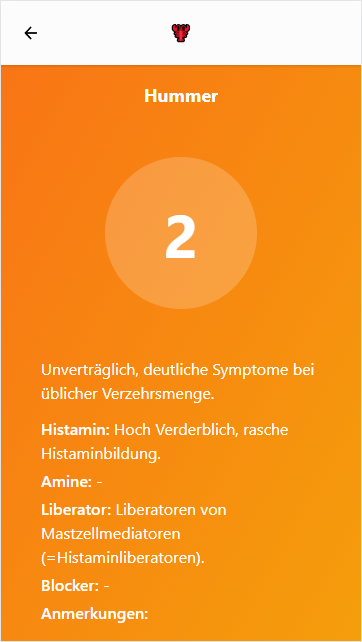 Hummer
2
Unverträglich, deutliche Symptome bei
üblicher Verzehrsmenge.
Histamin: Hoch Verderblich, rasche
Histaminbildung.
Amine: -
Liberator: Liberatoren von
Mastzellmediatoren
(=Histaminliberatoren).
Blocker: -
Anmerkungen: